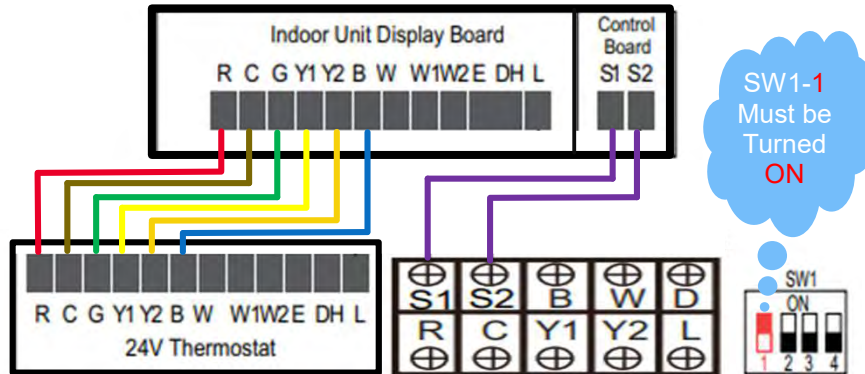 Indoor Unit Display Board
R C G Y1 Y2 B W W1W2 E DH L
Control
Board
S1 S2
SW1-1
Must be
Turned
ON
R C G Y1 Y2 B W W1W2E DH L
24V Thermostat
S1 S2 B W D
R C Y1 Y2 L
SW1
ON
1 2 3 4